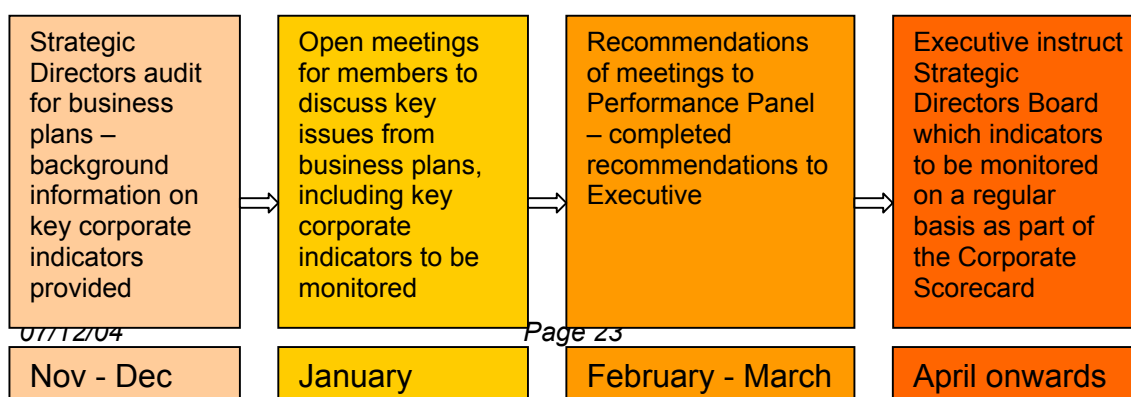 Strategic
Directors audit
for business
plans –
background
information on
key corporate
indicators
provided
Open meetings
for members to
discuss key
issues from
business plans,
including key
corporate
indicators to be
monitored
Recommendations
of meetings to
Performance Panel
– completed
recommendations to
Executive
Executive instruct
Strategic
Directors Board
which indicators
to be monitored
on a regular
basis as part of
the Corporate
Scorecard
07/12/04 Page 23
Nov - Dec
January
February - March
April onwards